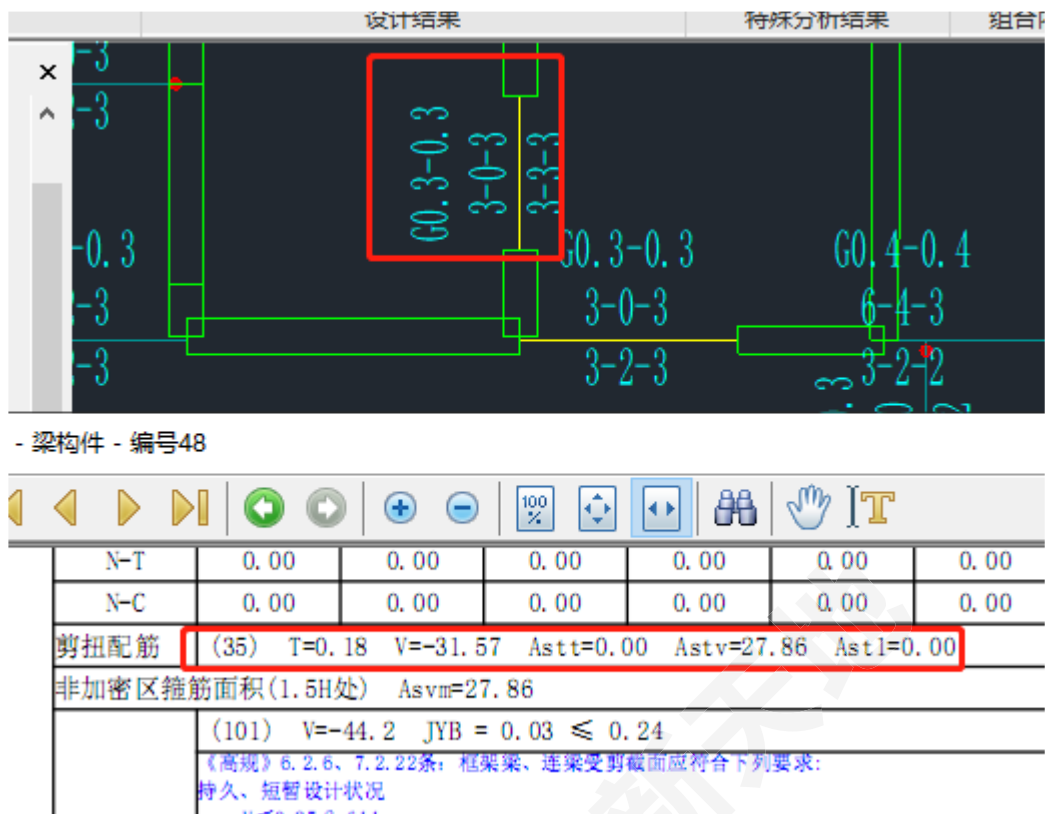 设计结果 特殊分析结果
-3
-3
G0.3-0.3
3-0-3
3-3-3
-0.3 G0.3-0.3 G0.4-0.4
-3 3-0-3 6-4-3
-3 3-2-3 3-2-2
- 梁构件 - 编号48
100%
T
N-T 0.00 0.00 0.00 0.00 0.00 0.00
N-C 0.00 0.00 0.00 0.00 0.00 0.00
剪扭配筋 (35) T=0.18 V=-31.57 Astt=0.00 Astv=27.86 Astl=0.00
非加密区箍筋面积(1.5H处) Asvm=27.86
(101) V=-44.2 JYB = 0.03 ≤ 0.24
《高规》6.2.6、7.2.22条：框架梁、连梁受剪截面应符合下列要求:
持久、短暂设计状况
新天地